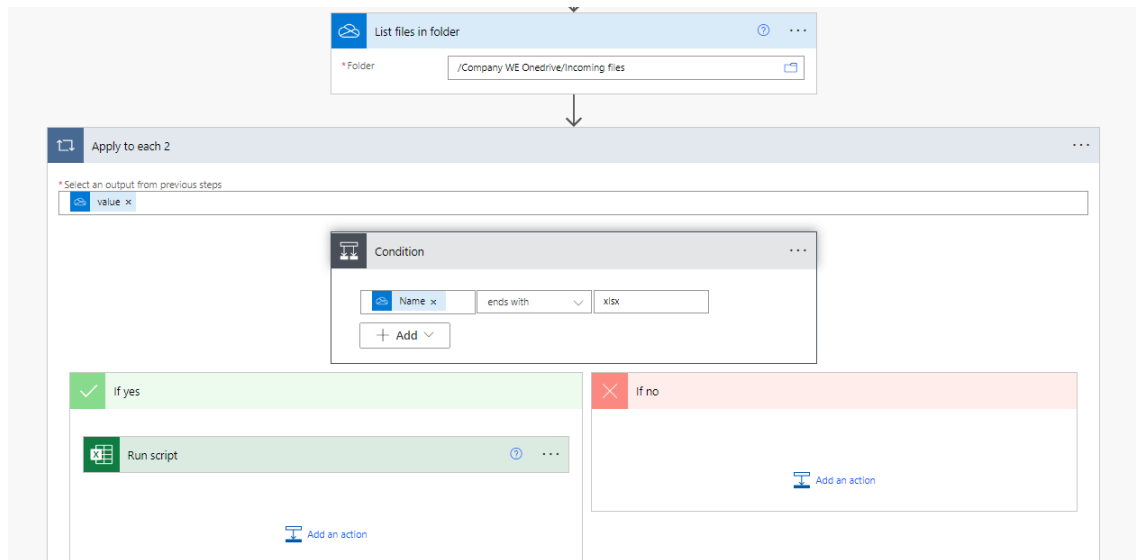 List files in folder
* Folder
/Company WE Onedrive/Incoming files
Apply to each 2
* Select an output from previous steps
value ×
Condition
Name ×
ends with
xlsx
+ Add
If yes
If no
Run script
Add an action
Add an action